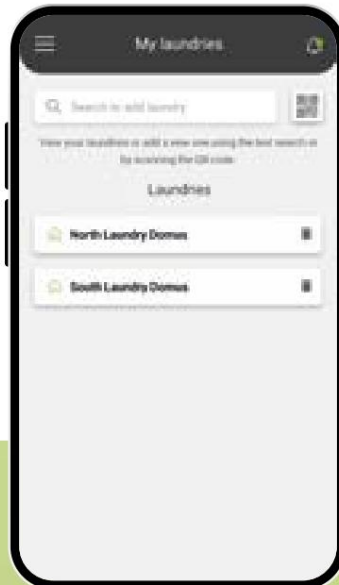 My laundries
Search to add laundry
View your laundries or add a new one using the text search or
by scanning the QR code
Laundries
North Laundry Domus
South Laundry Domus